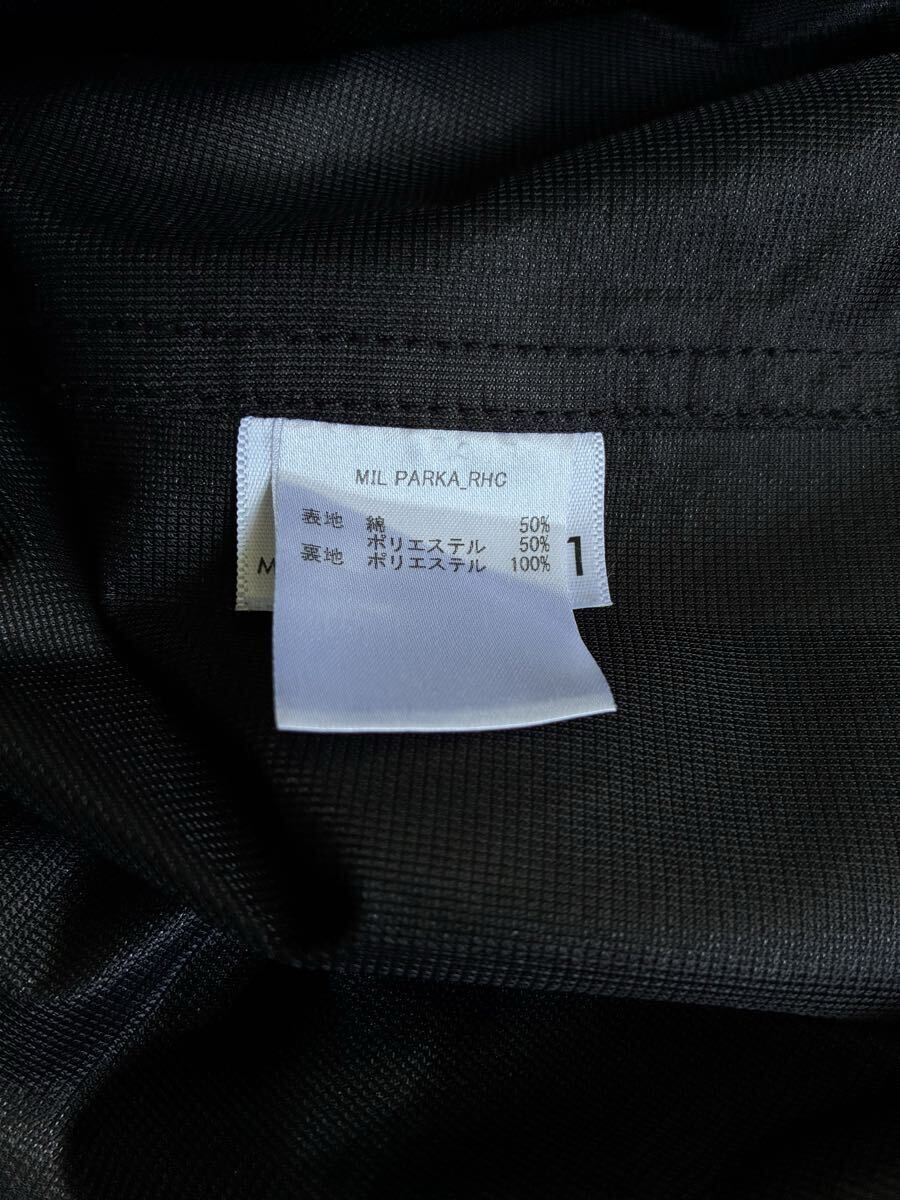 MIL PARKA_RHC
表地 綿 50%
ポリエステル 50%
裏地 ポリエステル 100%
M
1